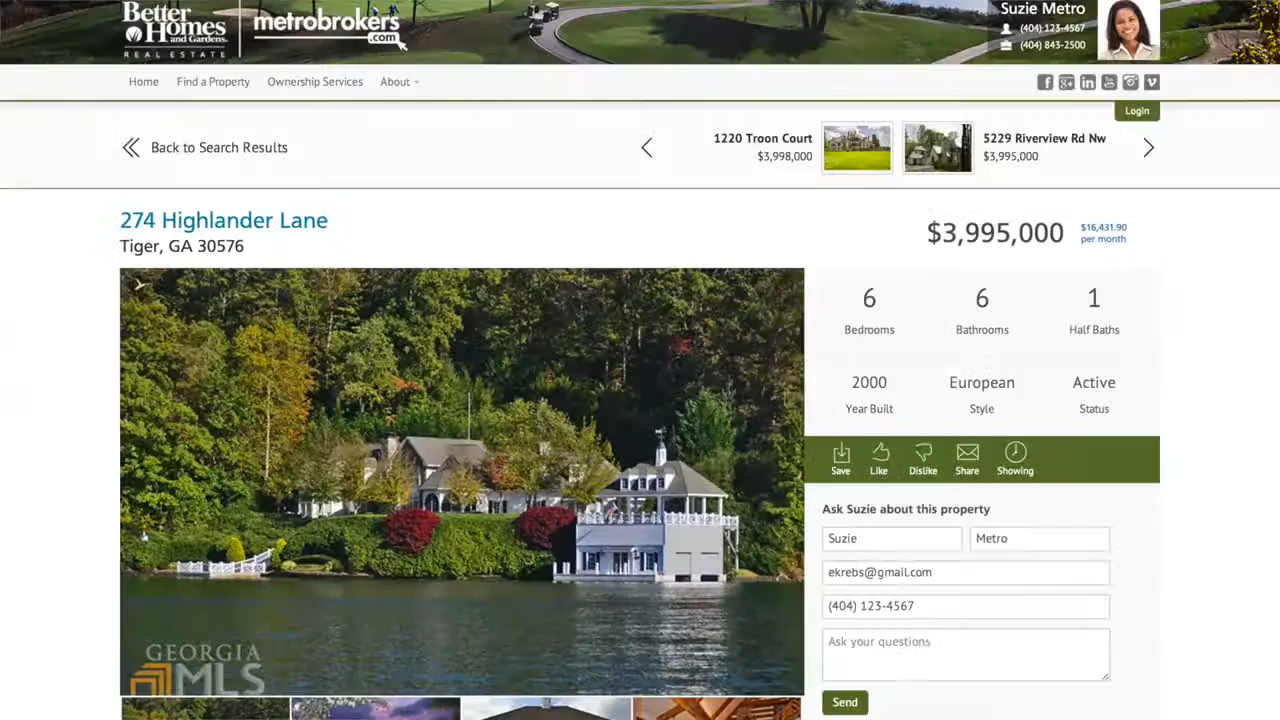 Better
Homes
and Gardens.
REAL ESTATE
metrobrokers
.com
Suzie Metro
(404) 123-4567
(404) 843-2500
Home
Find a Property
Ownership Services
About
Login
Back to Search Results
1220 Troon Court
$3,998,000
5229 Riverview Rd Nw
$3,995,000
274 Highlander Lane
Tiger, GA 30576
$3,995,000
$16,431.90
per month
6
Bedrooms
6
Bathrooms
1
Half Baths
2000
Year Built
European
Style
Active
Status
Save
Like
Dislike
Share
Showing
Ask Suzie about this property
Suzie
Metro
ekrebs@gmail.com
(404) 123-4567
Ask your questions
Send
GEORGIA
MLS